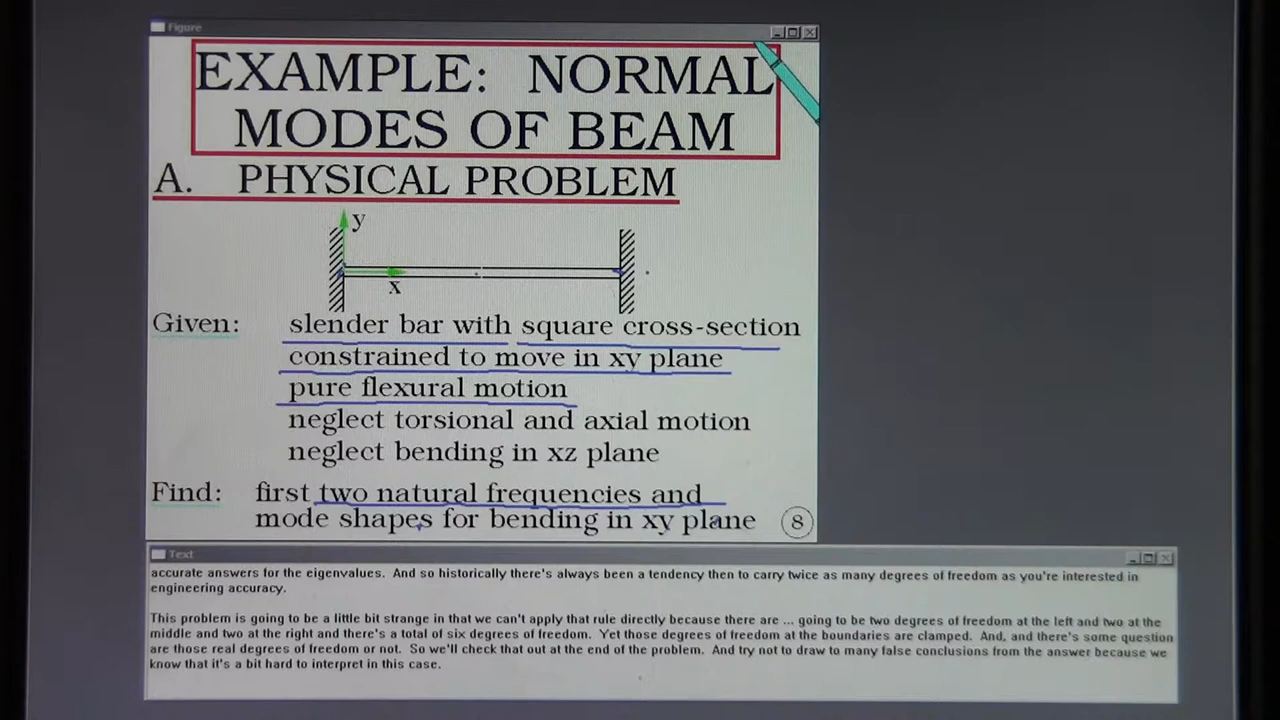 Figure
EXAMPLE: NORMAL
MODES OF BEAM
A. PHYSICAL PROBLEM
y
x
Given: slender bar with square cross-section
constrained to move in xy plane
pure flexural motion
neglect torsional and axial motion
neglect bending in xz plane
Find: first two natural frequencies and
mode shapes for bending in xy plane
8
Text
accurate answers for the eigenvalues. And so historically there's always been a tendency then to carry twice as many degrees of freedom as you're interested in
engineering accuracy.
This problem is going to be a little bit strange in that we can't apply that rule directly because there are ... going to be two degrees of freedom at the left and two at the
middle and two at the right and there's a total of six degrees of freedom. Yet those degrees of freedom at the boundaries are clamped. And, and there's some question
are those real degrees of freedom or not. So we'll check that out at the end of the problem. And try not to draw to many false conclusions from the answer because we
know that it's a bit hard to interpret in this case.